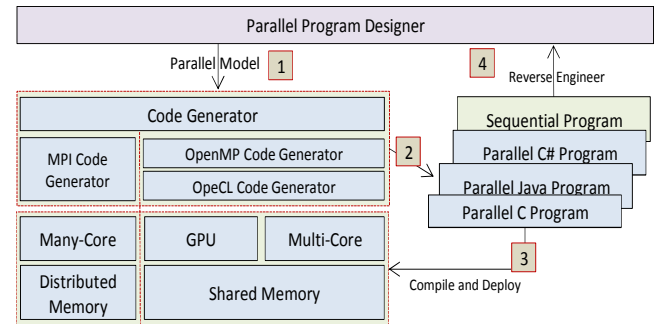 Parallel Program Designer
Parallel Model
1
4
Reverse Engineer
Code Generator
MPI Code
Generator
OpenMP Code Generator
OpeCL Code Generator
2
Sequential Program
Parallel C# Program
Parallel Java Program
Parallel C Program
Many-Core
GPU
Multi-Core
3
Compile and Deploy
Distributed
Memory
Shared Memory